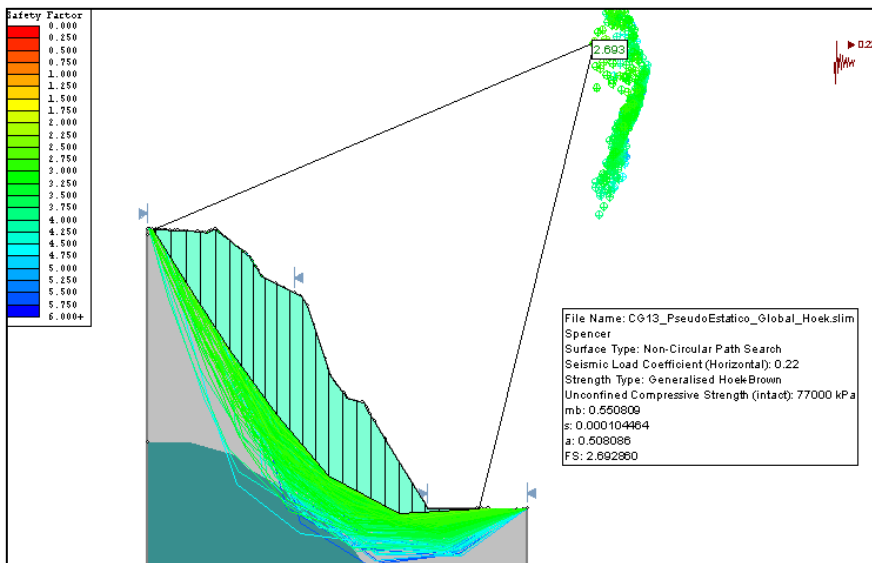 Safety Factor
0.000
0.250
0.500
0.750
1.000
1.250
1.500
1.750
2.000
2.250
2.500
2.750
3.000
3.250
3.500
3.750
4.000
4.250
4.500
4.750
5.000
5.250
5.500
5.750
6.000+
2.693
File Name: CG13_PseudoEstatico_Global_Hoek.slim
Spencer
Surface Type: Non-Circular Path Search
Seismic Load Coefficient (Horizontal): 0.22
Strength Type: Generalised Hoek-Brown
Unconfined Compressive Strength (intact): 77000 kPa
mb: 0.550809
s: 0.000104464
a: 0.508086
FS: 2.692860